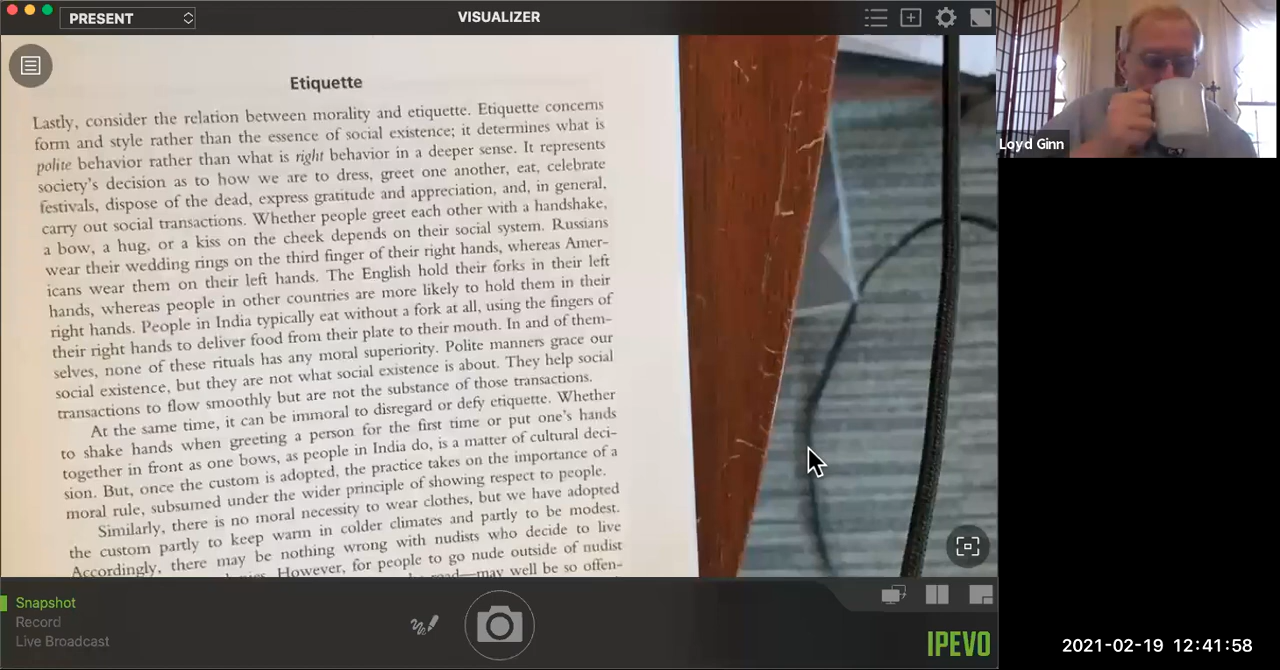 PRESENT
VISUALIZER
Etiquette
Lastly, consider the relation between morality and etiquette. Etiquette concerns
form and style rather than the essence of social existence; it determines what is
polite behavior rather than what is right behavior in a deeper sense. It represents
society's decision as to how we are to dress, greet one another, eat, celebrate
festivals, dispose of the dead, express gratitude and appreciation, and, in general,
carry out social transactions. Whether people greet each other with a handshake,
a bow, a hug, or a kiss on the cheek depends on their social system. Russians
wear their wedding rings on the third finger of their right hands, whereas Amer-
icans wear them on their left hands. The English hold their forks in their left
hands, whereas people in other countries are more likely to hold them in their
right hands. People in India typically eat without a fork at all, using the fingers of
their right hands to deliver food from their plate to their mouth. In and of them-
selves, none of these rituals has any moral superiority. Polite manners grace our
social existence, but they are not what social existence is about. They help social
transactions to flow smoothly but are not the substance of those transactions.
At the same time, it can be immoral to disregard or defy etiquette. Whether
to shake hands when greeting a person for the first time or put one's hands
together in front as one bows, as people in India do, is a matter of cultural deci-
sion. But, once the custom is adopted, the practice takes on the importance of a
moral rule, subsumed under the wider principle of showing respect to people.
Similarly, there is no moral necessity to wear clothes, but we have adopted
the custom partly to keep warm in colder climates and partly to be modest.
Accordingly, there may be nothing wrong with nudists who decide to live
However, for people to go nude outside of nudist
may well be so offen-
Loyd Ginn
Snapshot
Record
Live Broadcast
IPEVO
2021-02-19 12:41:58